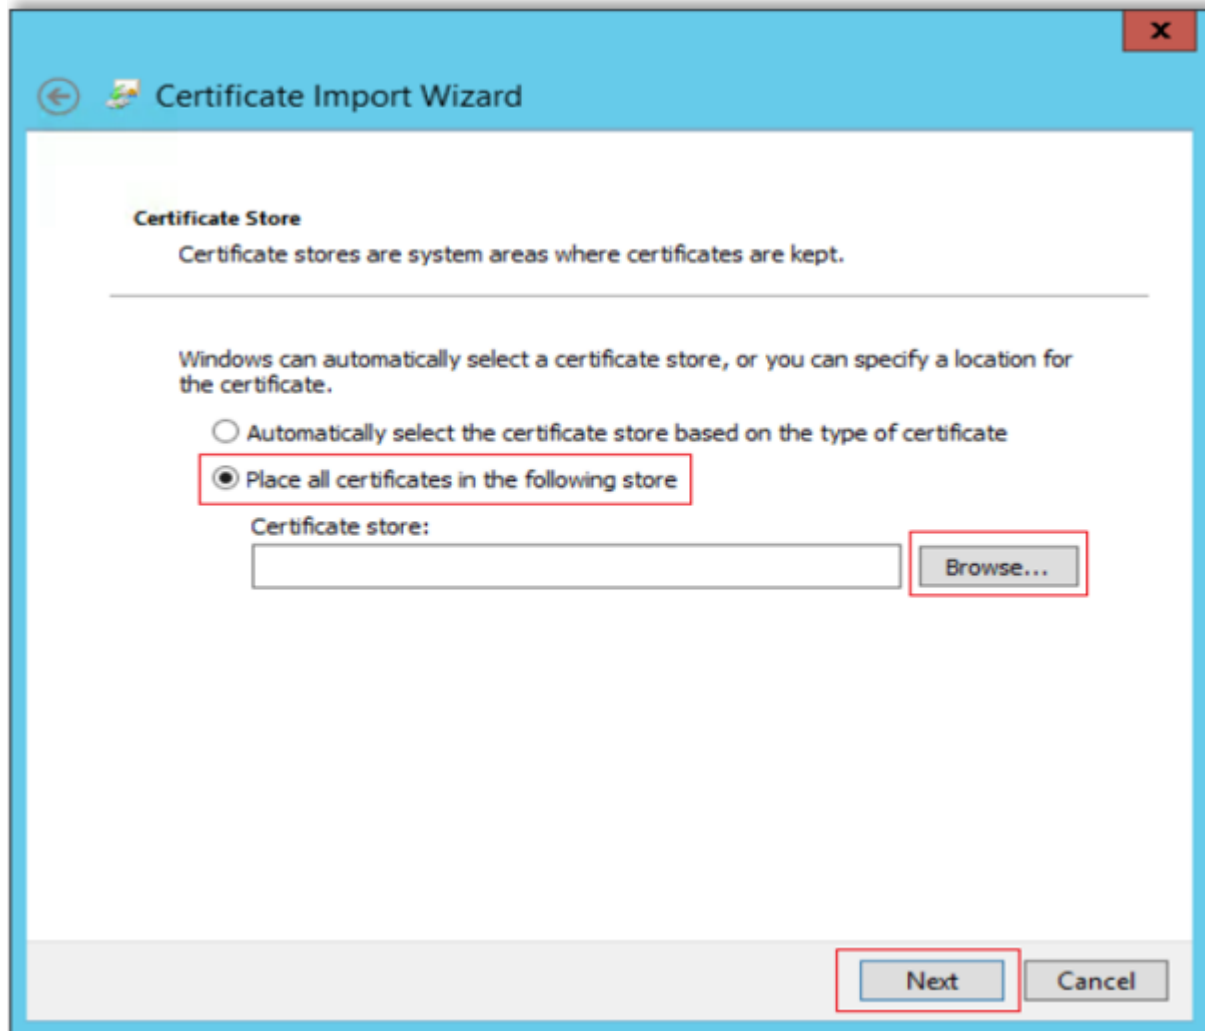 x
Certificate Import Wizard
Certificate Store
Certificate stores are system areas where certificates are kept.
Windows can automatically select a certificate store, or you can specify a location for
the certificate.
Automatically select the certificate store based on the type of certificate
Place all certificates in the following store
Certificate store:
Browse...
Next
Cancel